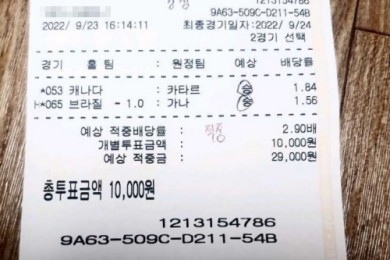 9A63-509C-D211-54B
2022/ 9/23 16:14:11 최종경기일자:2022/ 9/24
2경기 선택
경기 홀 팀 : 원정팀 예상 배당률
*053 캐나다 : 카타르 승 1.84
H*065 브라질 - 1.0 : 가나 승 1.56
예상 적중배당률 : 2.90배
개별투표금액 : 10,000원
예상 적중금 : 29,000원
총투표금액 10,000원
1213154786
9A63-509C-D211-54B